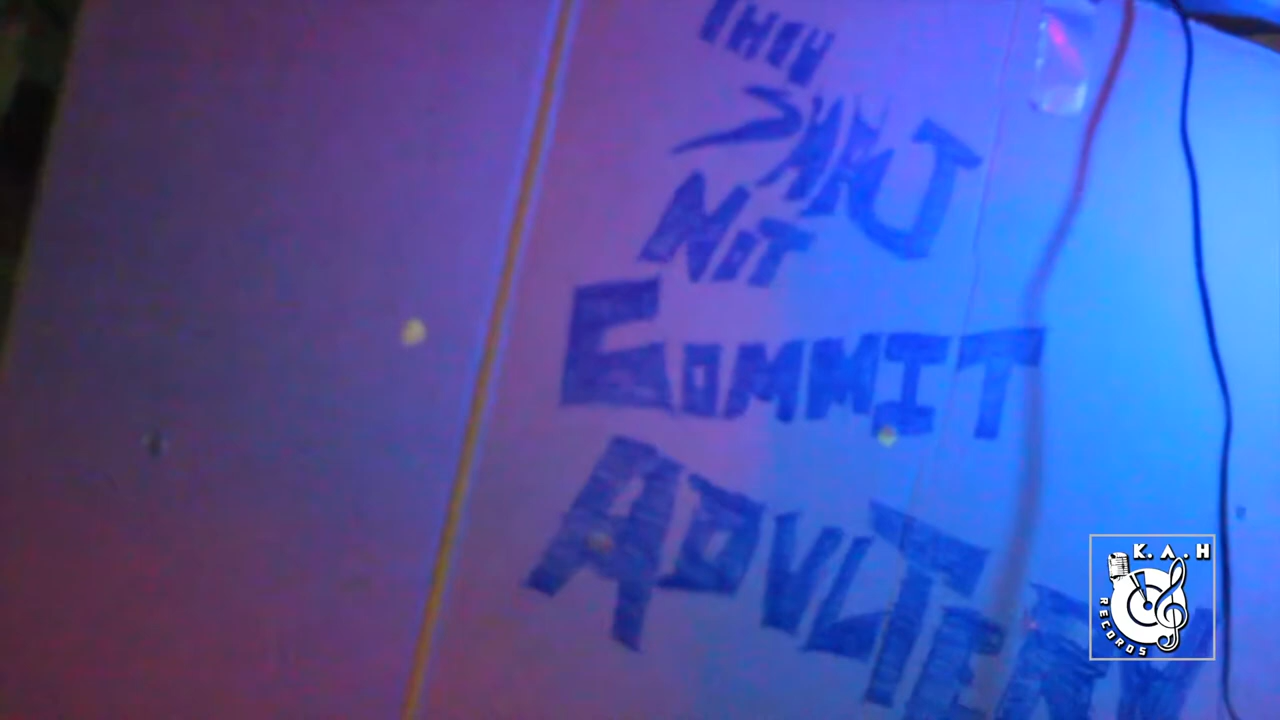 THOU
SHALT
NOT
COMMIT
ADULTERY
K.A.H
RECORDS